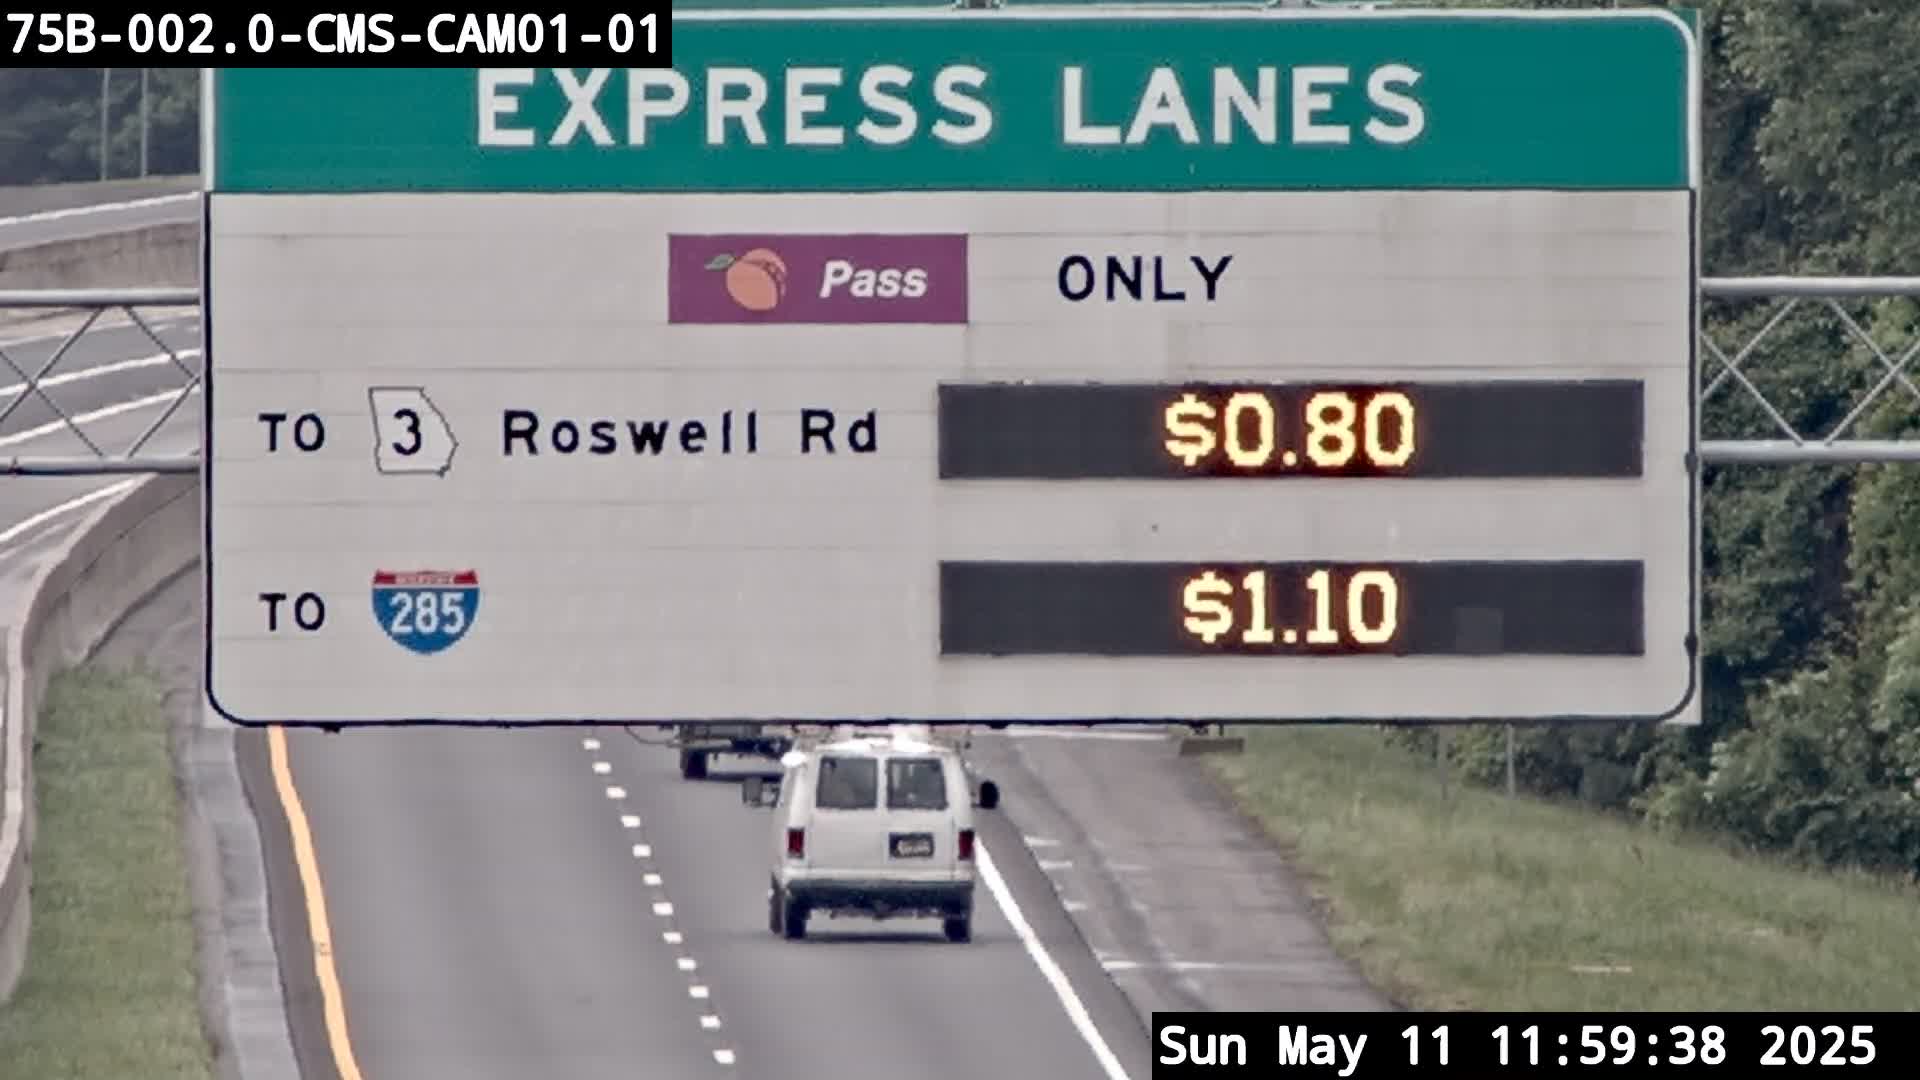 75B-002.0-CMS-CAM01-01
EXPRESS LANES
Pass ONLY
TO 3 Roswell Rd $0.80
TO 285 $1.10
Sun May 11 11:59:38 2025